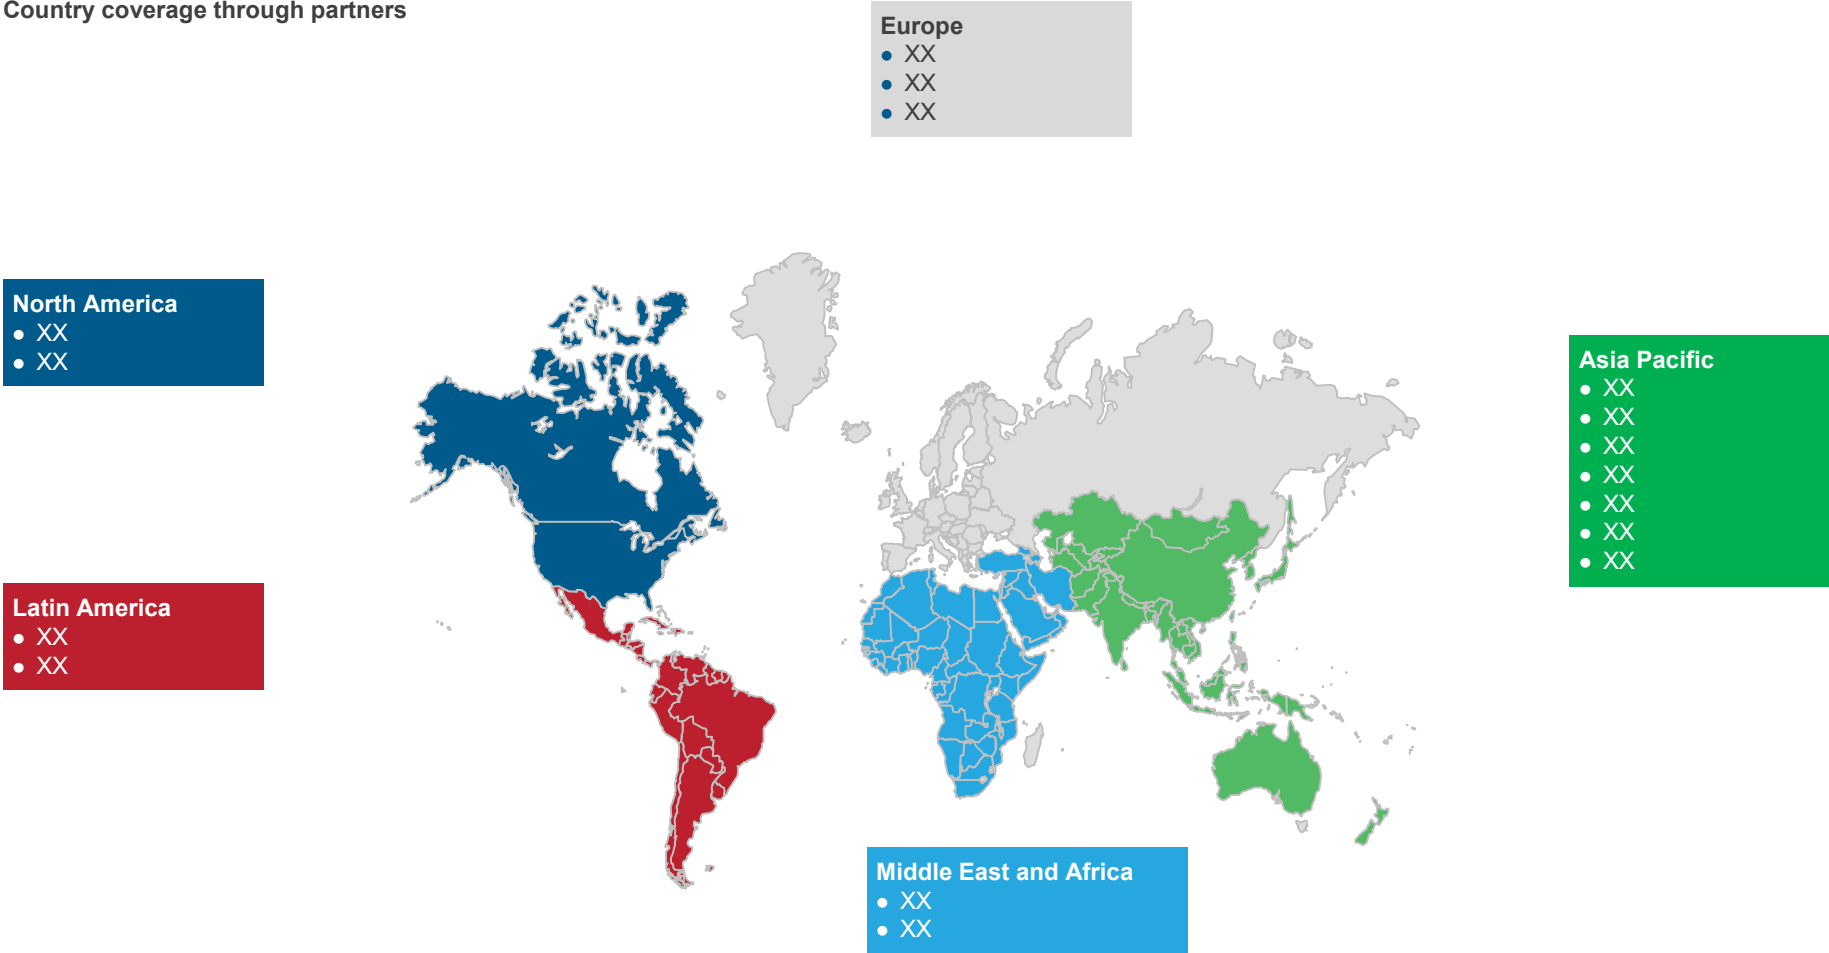 Country coverage through partners
Europe
● XX
● XX
● XX
North America
● XX
● XX
Asia Pacific
● XX
● XX
● XX
● XX
● XX
● XX
● XX
Latin America
● XX
● XX
Middle East and Africa
● XX
● XX